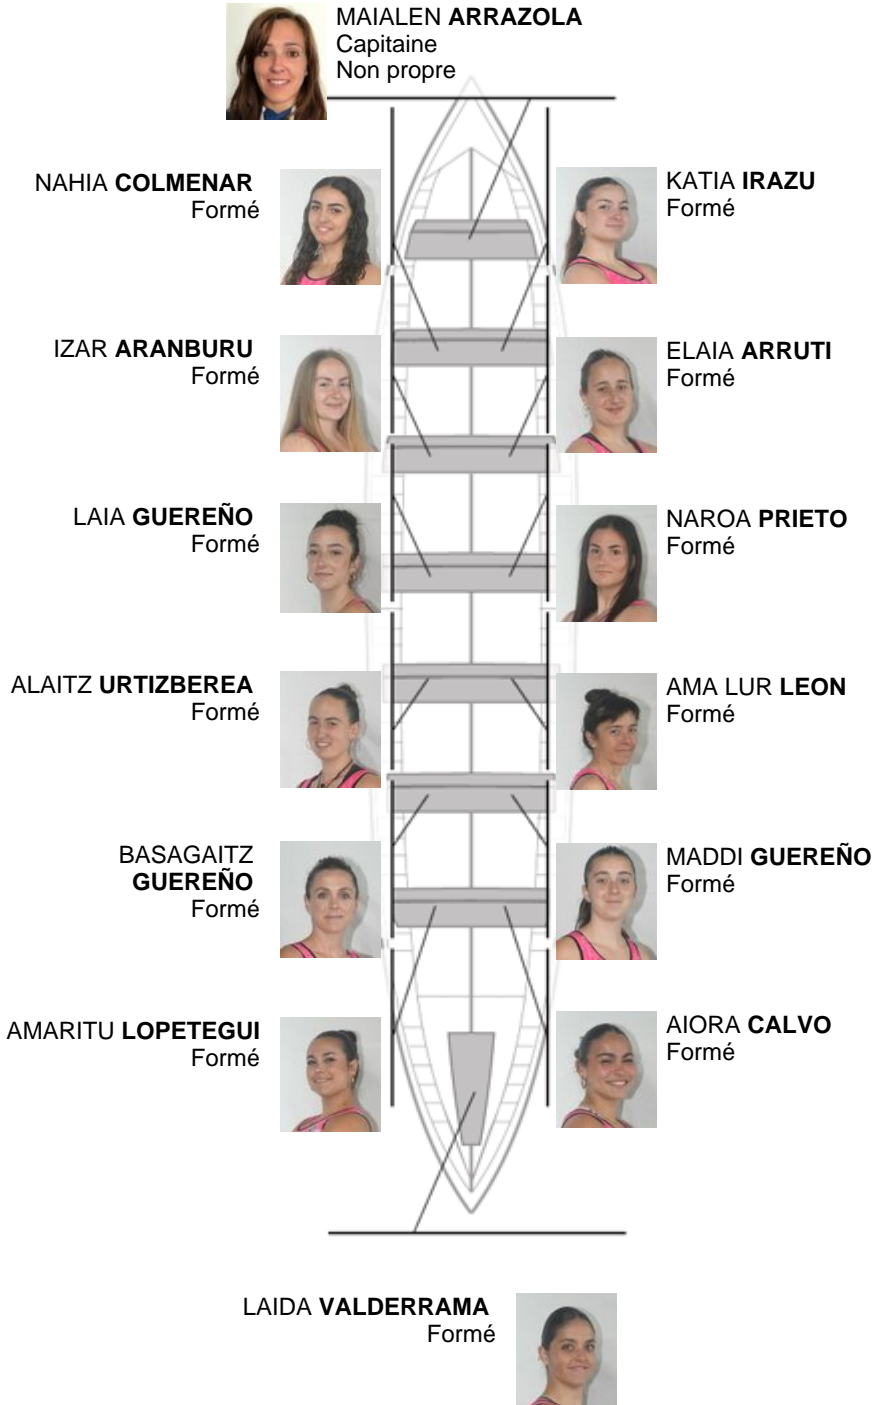 MAIALEN ARRAZOLA
Capitaine
Non propre
NAHIA COLMENAR
Formé
KATIA IRAZU
Formé
IZAR ARANBURU
Formé
ELAIA ARRUTI
Formé
LAIA GUEREÑO
Formé
NAROA PRIETO
Formé
ALAITZ URTIZBEREA
Formé
AMA LUR LEON
Formé
BASAGAITZ
GUEREÑO
Formé
MADDI GUEREÑO
Formé
AMARITU LOPETEGUI
Formé
AIORA CALVO
Formé
LAIDA VALDERRAMA
Formé